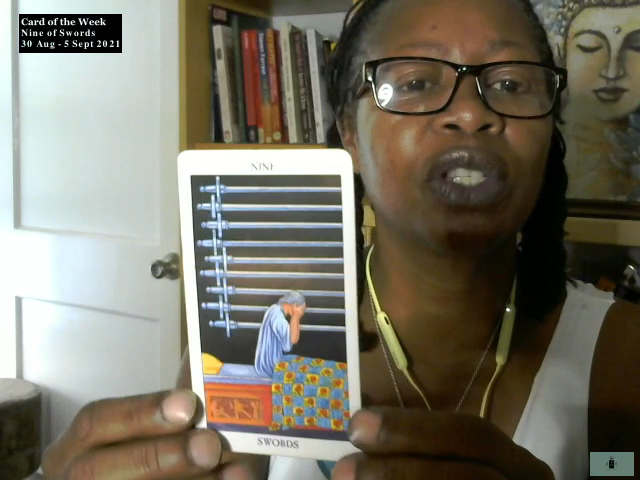 Card of the Week
Nine of Swords
30 Aug - 5 Sept 2021
NINE
SWORDS